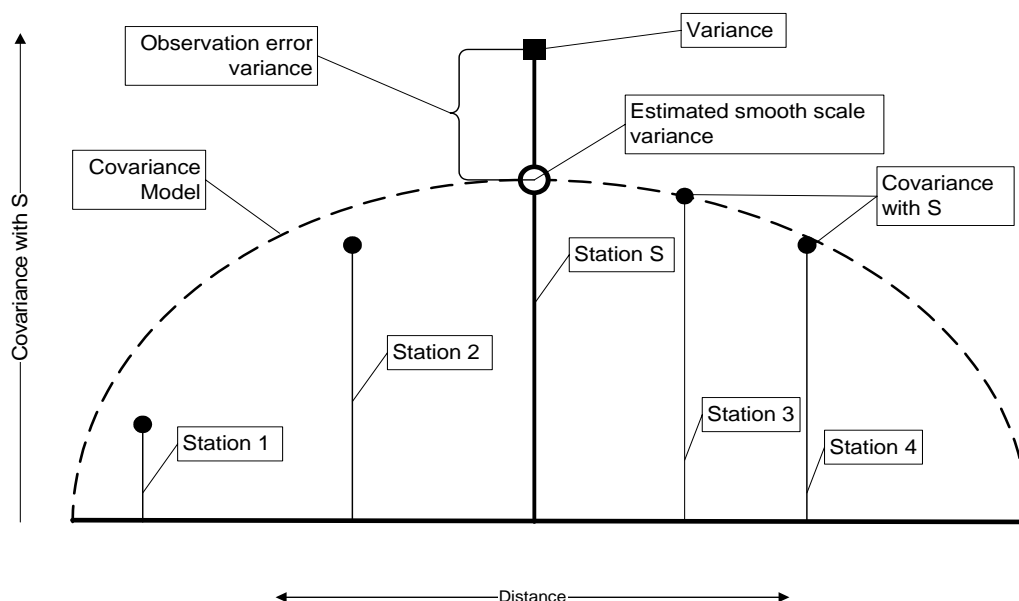 Observation error
variance
Variance
Estimated smooth scale
variance
Covariance
Model
Covariance
with S
Covariance with S
Station S
Station 2
Station 3
Station 1
Station 4
Distance